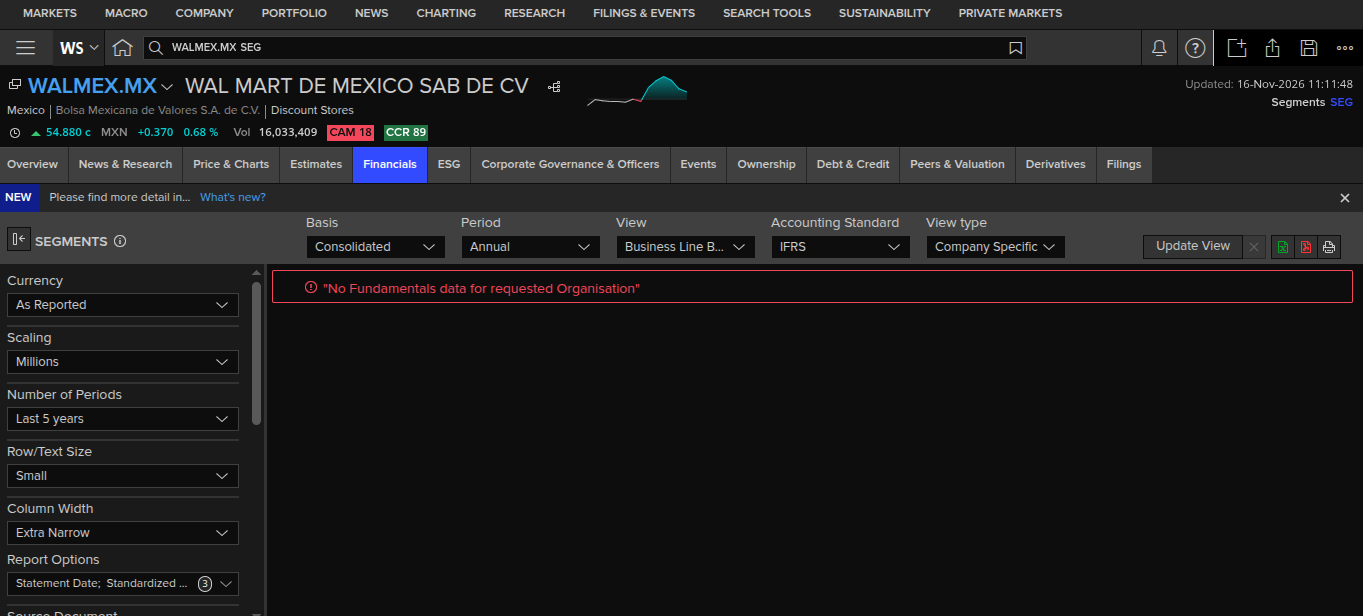 MARKETS MACRO COMPANY PORTFOLIO NEWS CHARTING RESEARCH FILINGS & EVENTS SEARCH TOOLS SUSTAINABILITY PRIVATE MARKETS
WS WALMEX.MX SEG ?
WALMEX.MX WAL MART DE MEXICO SAB DE CV
Updated: 16-Nov-2026 11:11:48
Mexico | Bolsa Mexicana de Valores S.A. de C.V. | Discount Stores
Segments SEG
54.880 c MXN +0.370 0.68 % Vol 16,033,409 CAM 18 CCR 89
Overview News & Research Price & Charts Estimates Financials ESG Corporate Governance & Officers Events Ownership Debt & Credit Peers & Valuation Derivatives Filings
NEW Please find more detail in... What's new?
Basis Period View Accounting Standard View type
SEGMENTS Consolidated Annual Business Line B... IFRS Company Specific Update View
Currency
As Reported
"No Fundamentals data for requested Organisation"
Scaling
Millions
Number of Periods
Last 5 years
Row/Text Size
Small
Column Width
Extra Narrow
Report Options
Statement Date; Standardized ... 3
Source Document